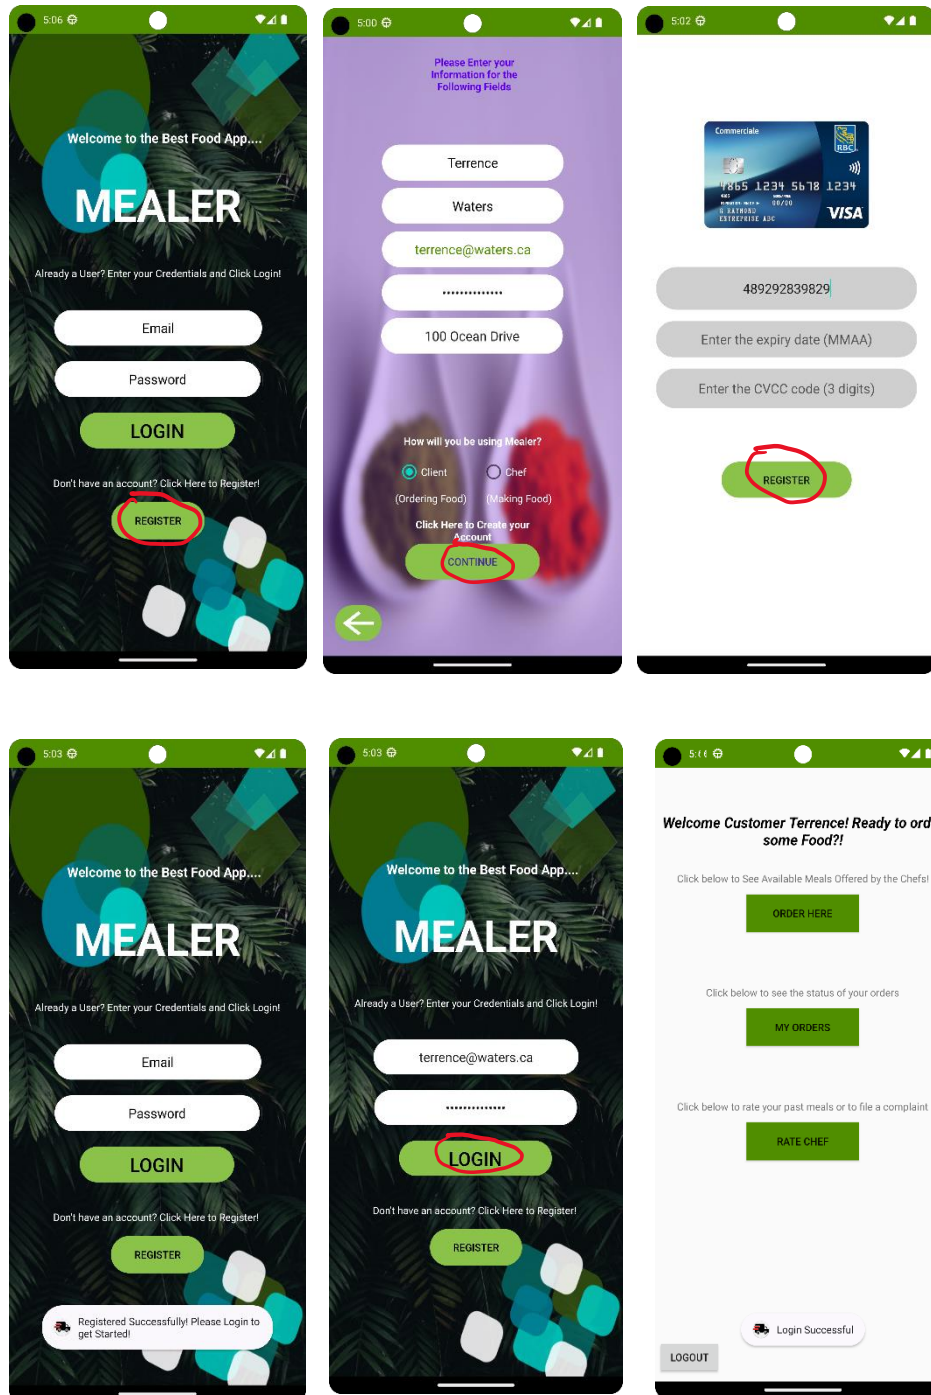 5:06
Welcome to the Best Food App....
MEALER
Already a User? Enter your Credentials and Click Login!
Email
Password
LOGIN
Don't have an account? Click Here to Register!
REGISTER
5:00
Please Enter your
Information for the
Following Fields
Terrence
Waters
terrence@waters.ca
••••••••••••••
100 Ocean Drive
How will you be using Mealer?
Client
Chef
(Ordering Food)
(Making Food)
Click Here to Create your
Account
CONTINUE
5:02
Commerciale
RBC
4865 1234 5678 1234
00/00
G RAYMOND
ENTREPRISE ABC
VISA
489292839829
Enter the expiry date (MMAA)
Enter the CVCC code (3 digits)
REGISTER
5:03
Welcome to the Best Food App....
MEALER
Already a User? Enter your Credentials and Click Login!
Email
Password
LOGIN
Don't have an account? Click Here to Register!
REGISTER
Registered Successfully! Please Login to
get Started!
5:03
Welcome to the Best Food App....
MEALER
Already a User? Enter your Credentials and Click Login!
terrence@waters.ca
••••••••••••••
LOGIN
Don't have an account? Click Here to Register!
REGISTER
Welcome Customer Terrence! Ready to ord
some Food?!
Click below to See Available Meals Offered by the Chefs!
ORDER HERE
Click below to see the status of your orders
MY ORDERS
Click below to rate your past meals or to file a complaint
RATE CHEF
Login Successful
LOGOUT